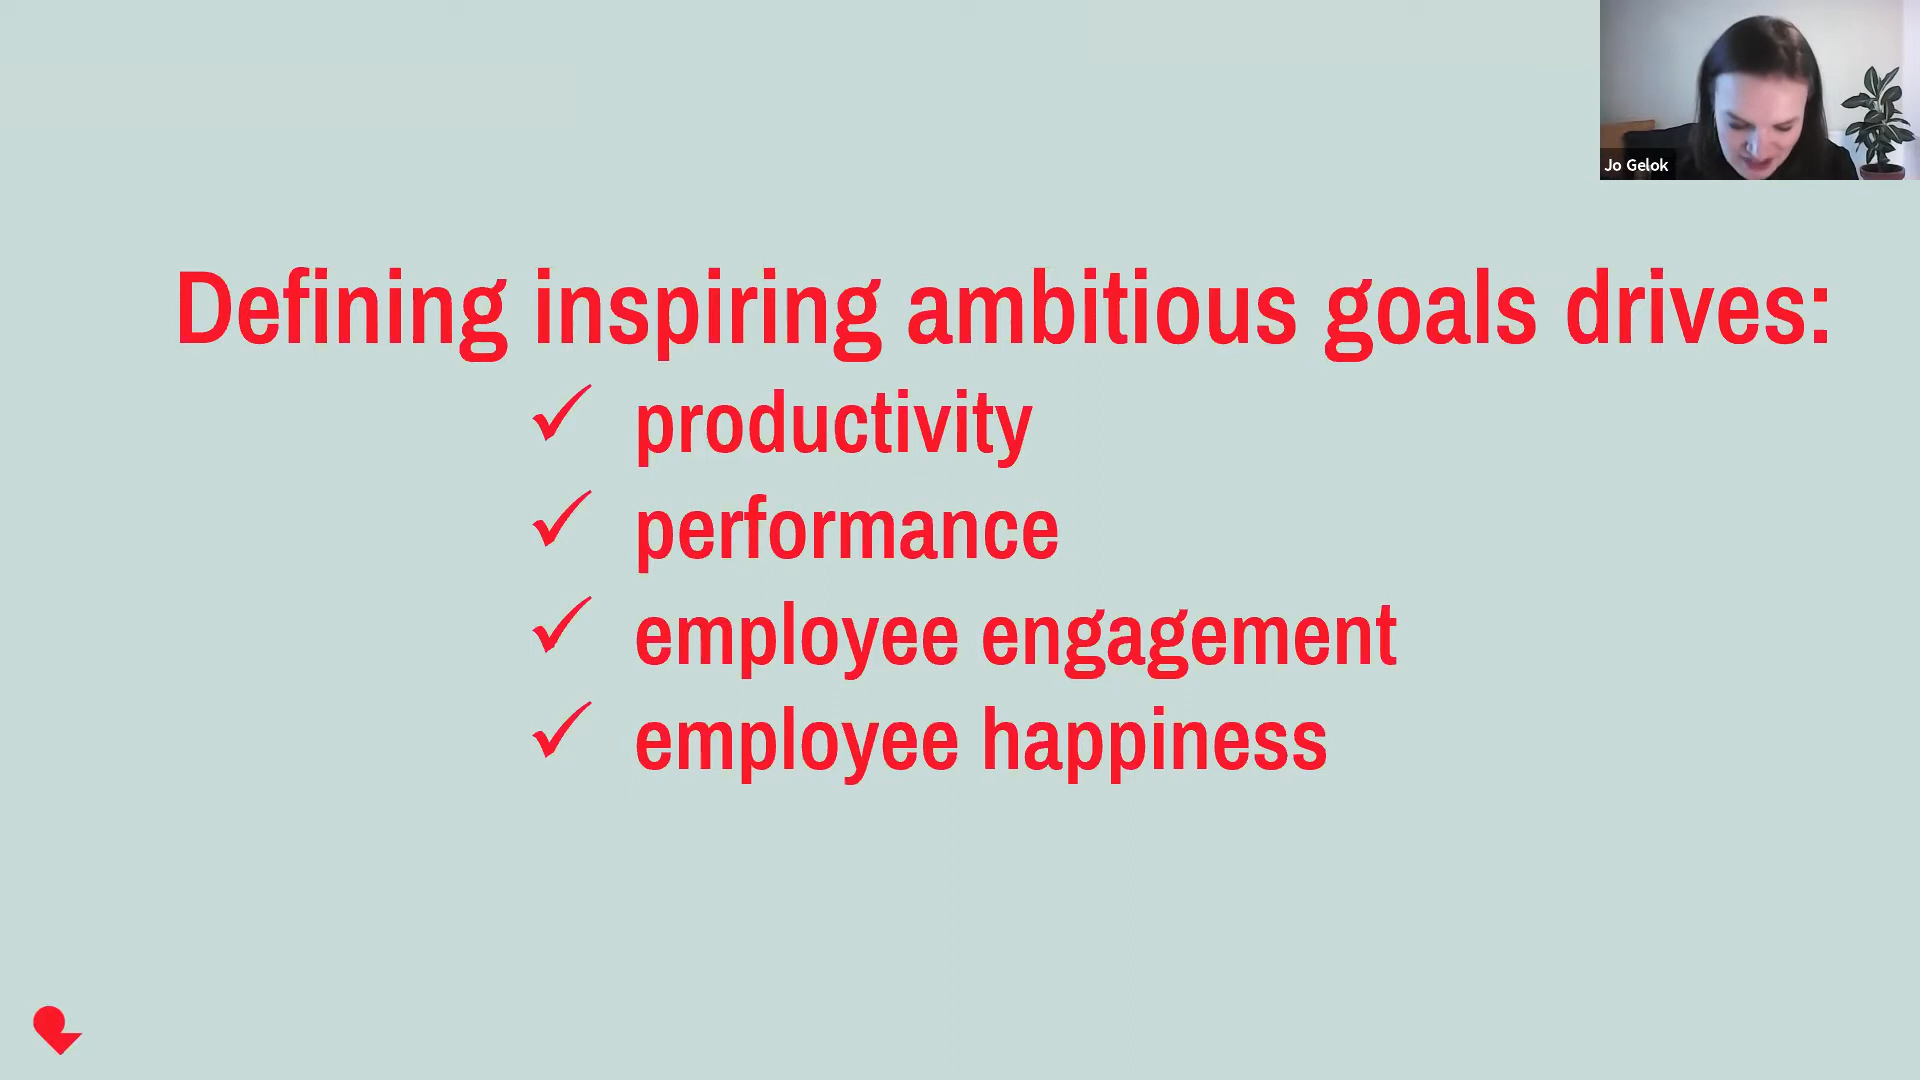 Jo Gelok
Defining inspiring ambitious goals drives:
✓ productivity
✓ performance
✓ employee engagement
✓ employee happiness